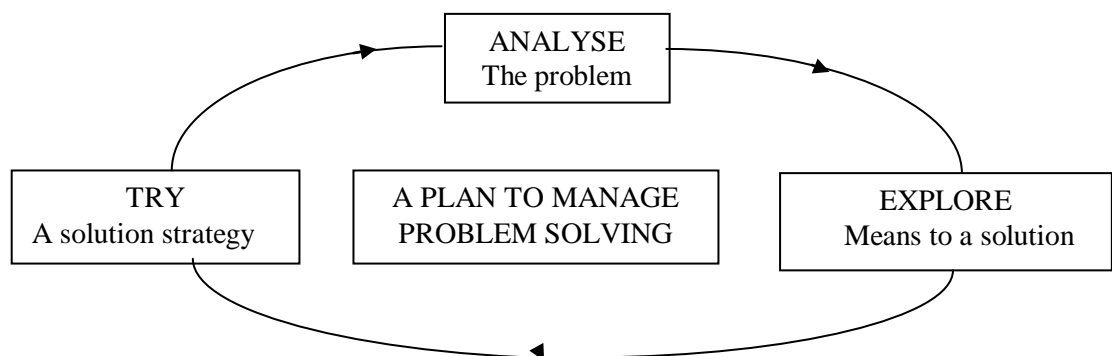 ANALYSE
The problem
TRY
A solution strategy
A PLAN TO MANAGE
PROBLEM SOLVING
EXPLORE
Means to a solution